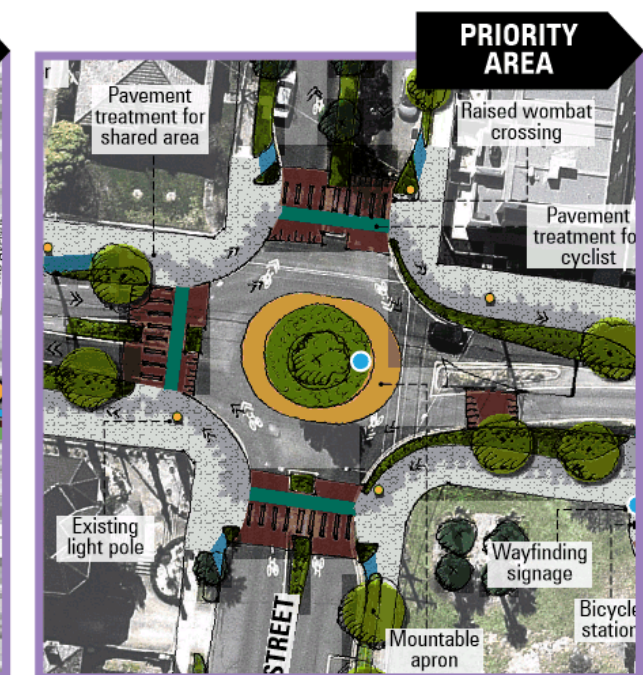 PRIORITY
AREA
r
Pavement
treatment for
shared area
Raised wombat
crossing
Pavement
treatment fo
cyclist
Existing
light pole
Wayfinding
signage
Bicycle
station
Mountable
apron
STREET